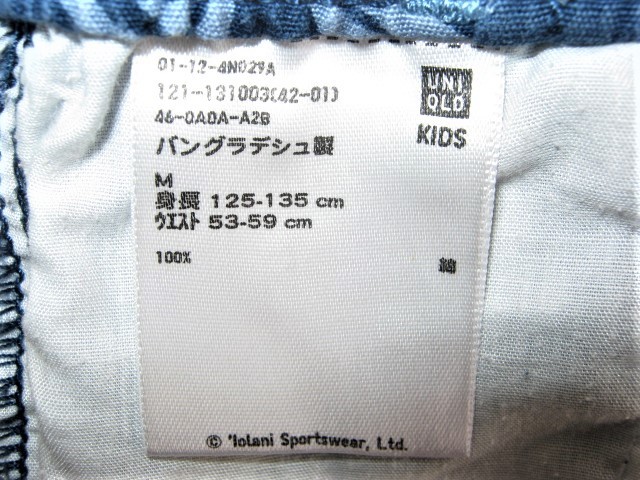 01-12-4N029A
121-131003(42-01)
46-0A0A-A2B
バングラデシュ製
UNI
QLO
KIDS
M
身長 125-135 cm
ウエスト 53-59 cm
100% 綿
© 'Iolani Sportswear, Ltd.